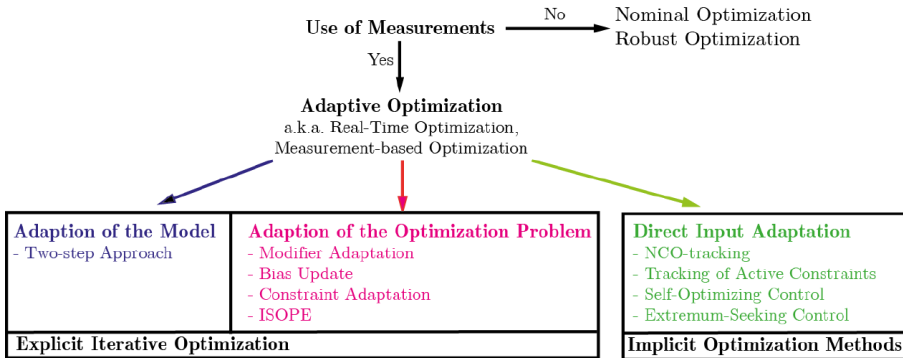 Use of Measurements
No
Nominal Optimization
Robust Optimization
Yes
Adaptive Optimization
a.k.a. Real-Time Optimization,
Measurement-based Optimization
Adaption of the Model
- Two-step Approach
Adaption of the Optimization Problem
- Modifier Adaptation
- Bias Update
- Constraint Adaptation
- ISOPE
Explicit Iterative Optimization
Direct Input Adaptation
- NCO-tracking
- Tracking of Active Constraints
- Self-Optimizing Control
- Extremum-Seeking Control
Implicit Optimization Methods